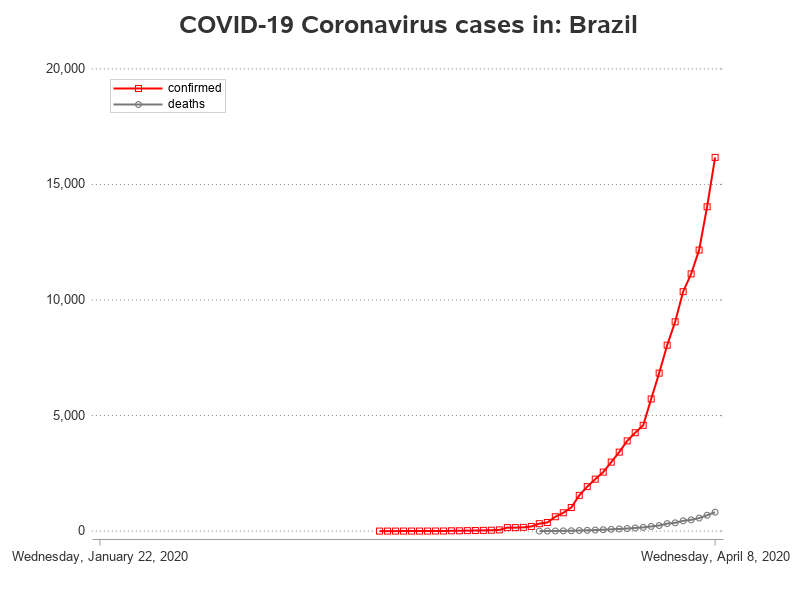 COVID-19 Coronavirus cases in: Brazil
20,000
confirmed
deaths
15,000
10,000
5,000
0
Wednesday, January 22, 2020
Wednesday, April 8, 2020